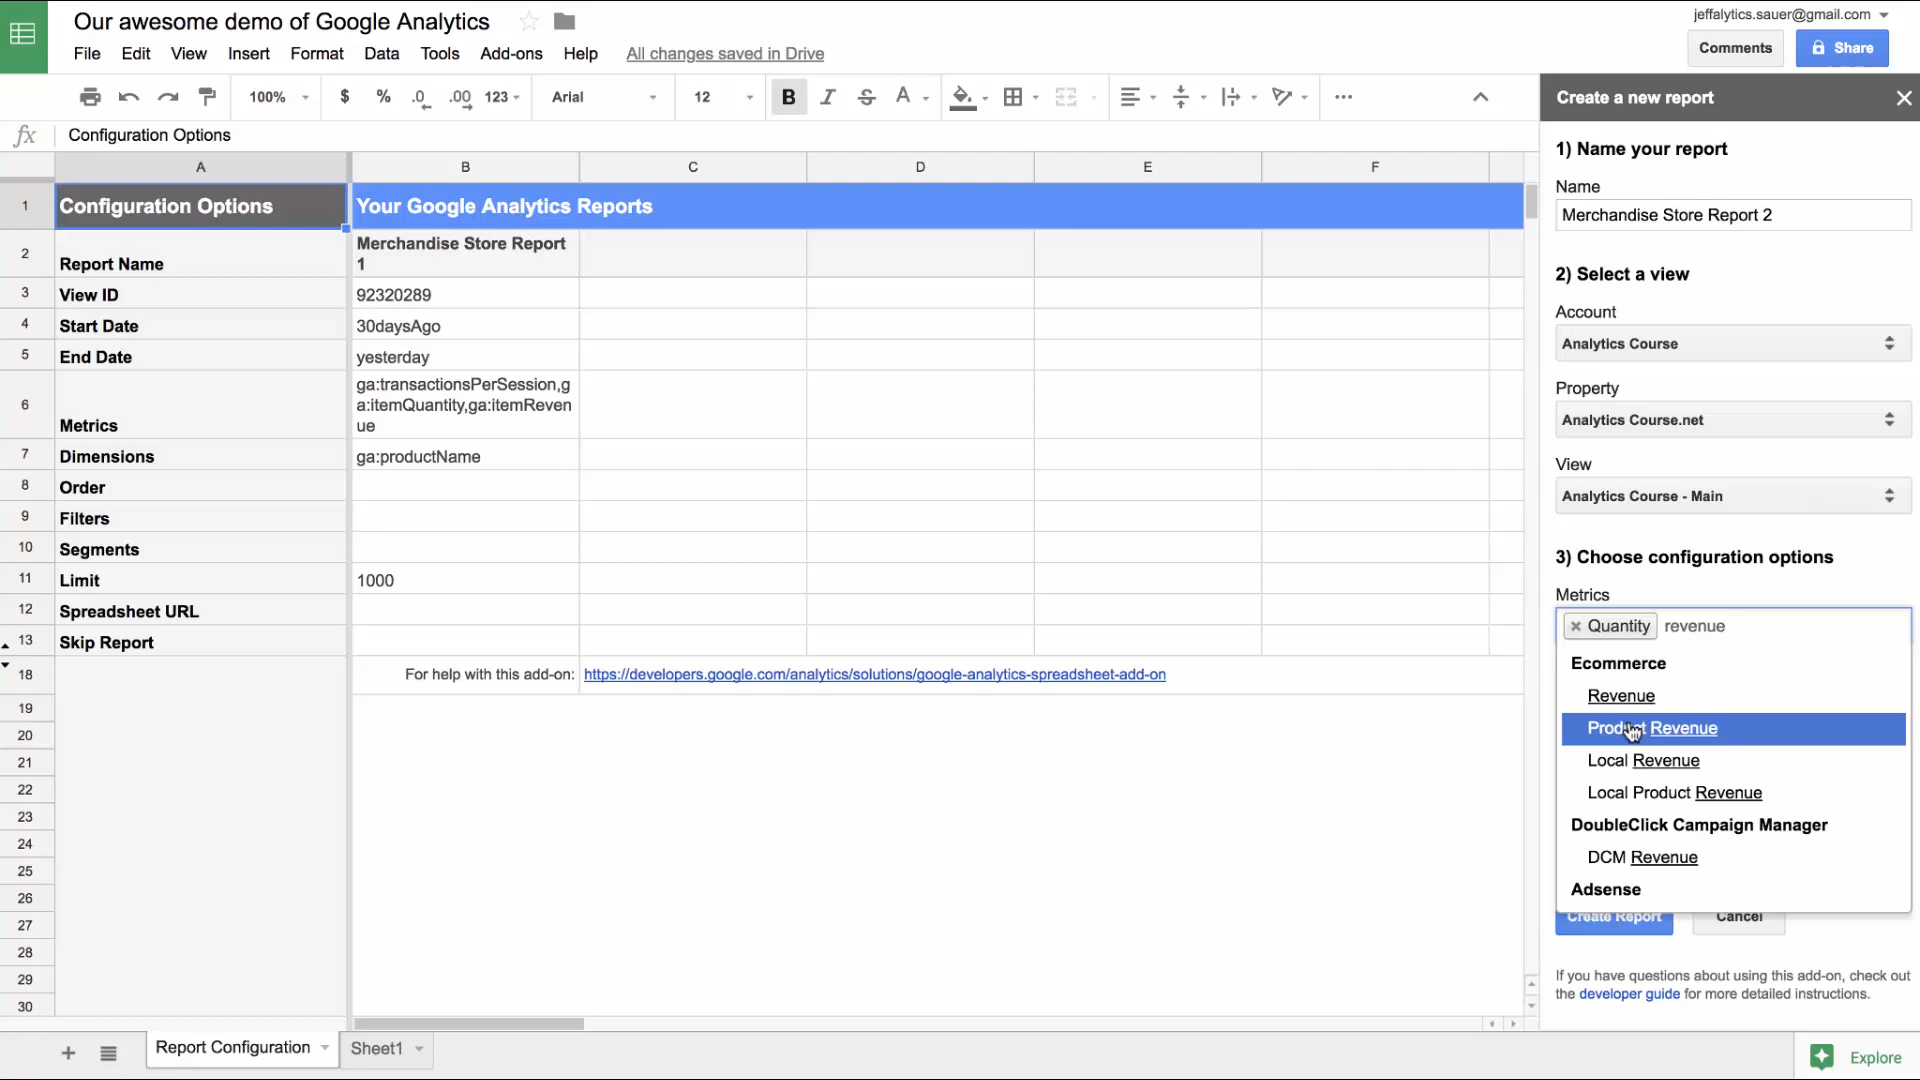 Our awesome demo of Google Analytics
jeffalytics.sauer@gmail.com
File Edit View Insert Format Data Tools Add-ons Help All changes saved in Drive
Comments
Share
100% $ % .0 .00 123 Arial 12 B I S A
Create a new report
fx Configuration Options
A B C D E F
1 Configuration Options Your Google Analytics Reports
2 Report Name Merchandise Store Report
1
3 View ID 92320289
4 Start Date 30daysAgo
5 End Date yesterday
6 Metrics ga:transactionsPerSession,g
a:itemQuantity,ga:itemReven
ue
7 Dimensions ga:productName
8 Order
9 Filters
10 Segments
11 Limit 1000
12 Spreadsheet URL
13 Skip Report
18 For help with this add-on: https://developers.google.com/analytics/solutions/google-analytics-spreadsheet-add-on
19
20
21
22
23
24
25
26
27
28
29
30
1) Name your report
Name
Merchandise Store Report 2
2) Select a view
Account
Analytics Course
Property
Analytics Course.net
View
Analytics Course - Main
3) Choose configuration options
Metrics
× Quantity revenue
Ecommerce
Revenue
Product Revenue
Local Revenue
Local Product Revenue
DoubleClick Campaign Manager
DCM Revenue
Adsense
Create Report Cancel
If you have questions about using this add-on, check out
the developer guide for more detailed instructions.
Report Configuration Sheet1
Explore